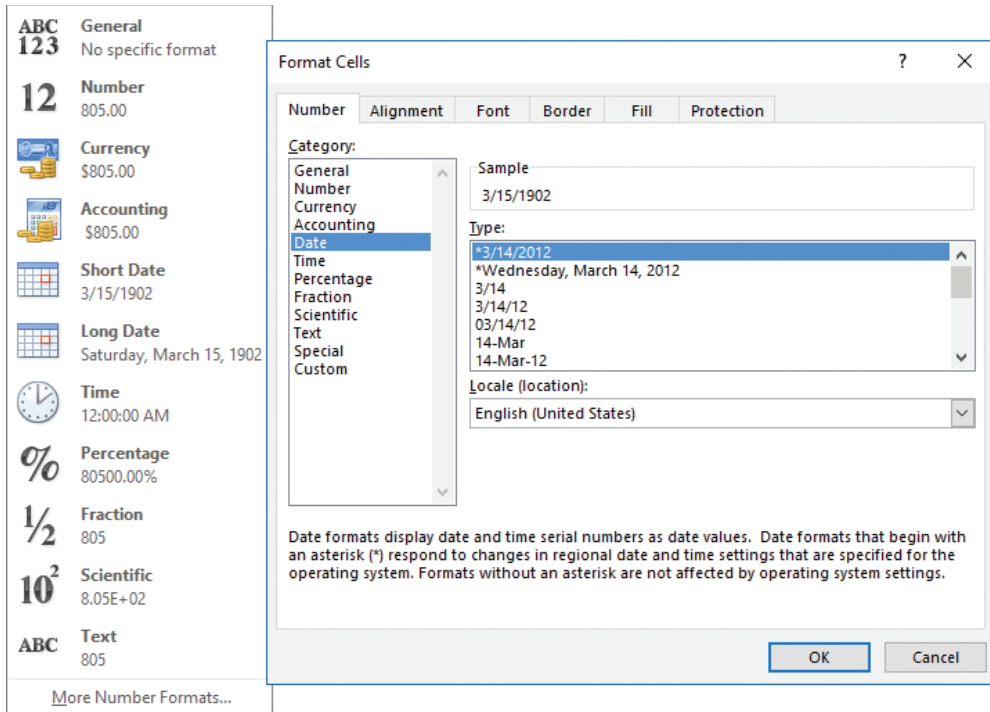 ABC
123
General
No specific format
12
Number
805.00
Currency
$805.00
Accounting
$805.00
Short Date
3/15/1902
Long Date
Saturday, March 15, 1902
Time
12:00:00 AM
%
Percentage
80500.00%
1/2
Fraction
805
10²
Scientific
8.05E+02
ABC
Text
805
More Number Formats...
Format Cells
? X
Number Alignment Font Border Fill Protection
Category:
General
Number
Currency
Accounting
Date
Time
Percentage
Fraction
Scientific
Text
Special
Custom
Sample
3/15/1902
Type:
*3/14/2012
*Wednesday, March 14, 2012
3/14
3/14/12
03/14/12
14-Mar
14-Mar-12
Locale (location):
English (United States)
Date formats display date and time serial numbers as date values. Date formats that begin with
an asterisk (*) respond to changes in regional date and time settings that are specified for the
operating system. Formats without an asterisk are not affected by operating system settings.
OK Cancel